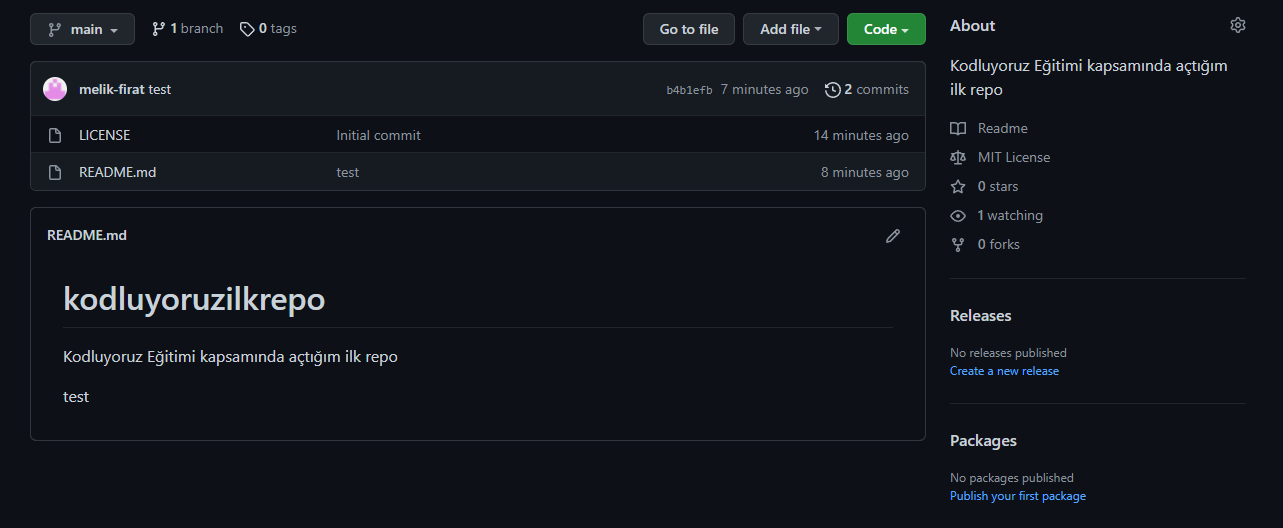 main 1 branch 0 tags Go to file Add file Code
melik-firat test b4b1efb 7 minutes ago 2 commits
LICENSE Initial commit 14 minutes ago
README.md test 8 minutes ago
README.md
kodluyoruzilkrepo
Kodluyoruz Eğitimi kapsamında açtığım ilk repo
test
About
Kodluyoruz Eğitimi kapsamında açtığım
ilk repo
Readme
MIT License
0 stars
1 watching
0 forks
Releases
No releases published
Create a new release
Packages
No packages published
Publish your first package